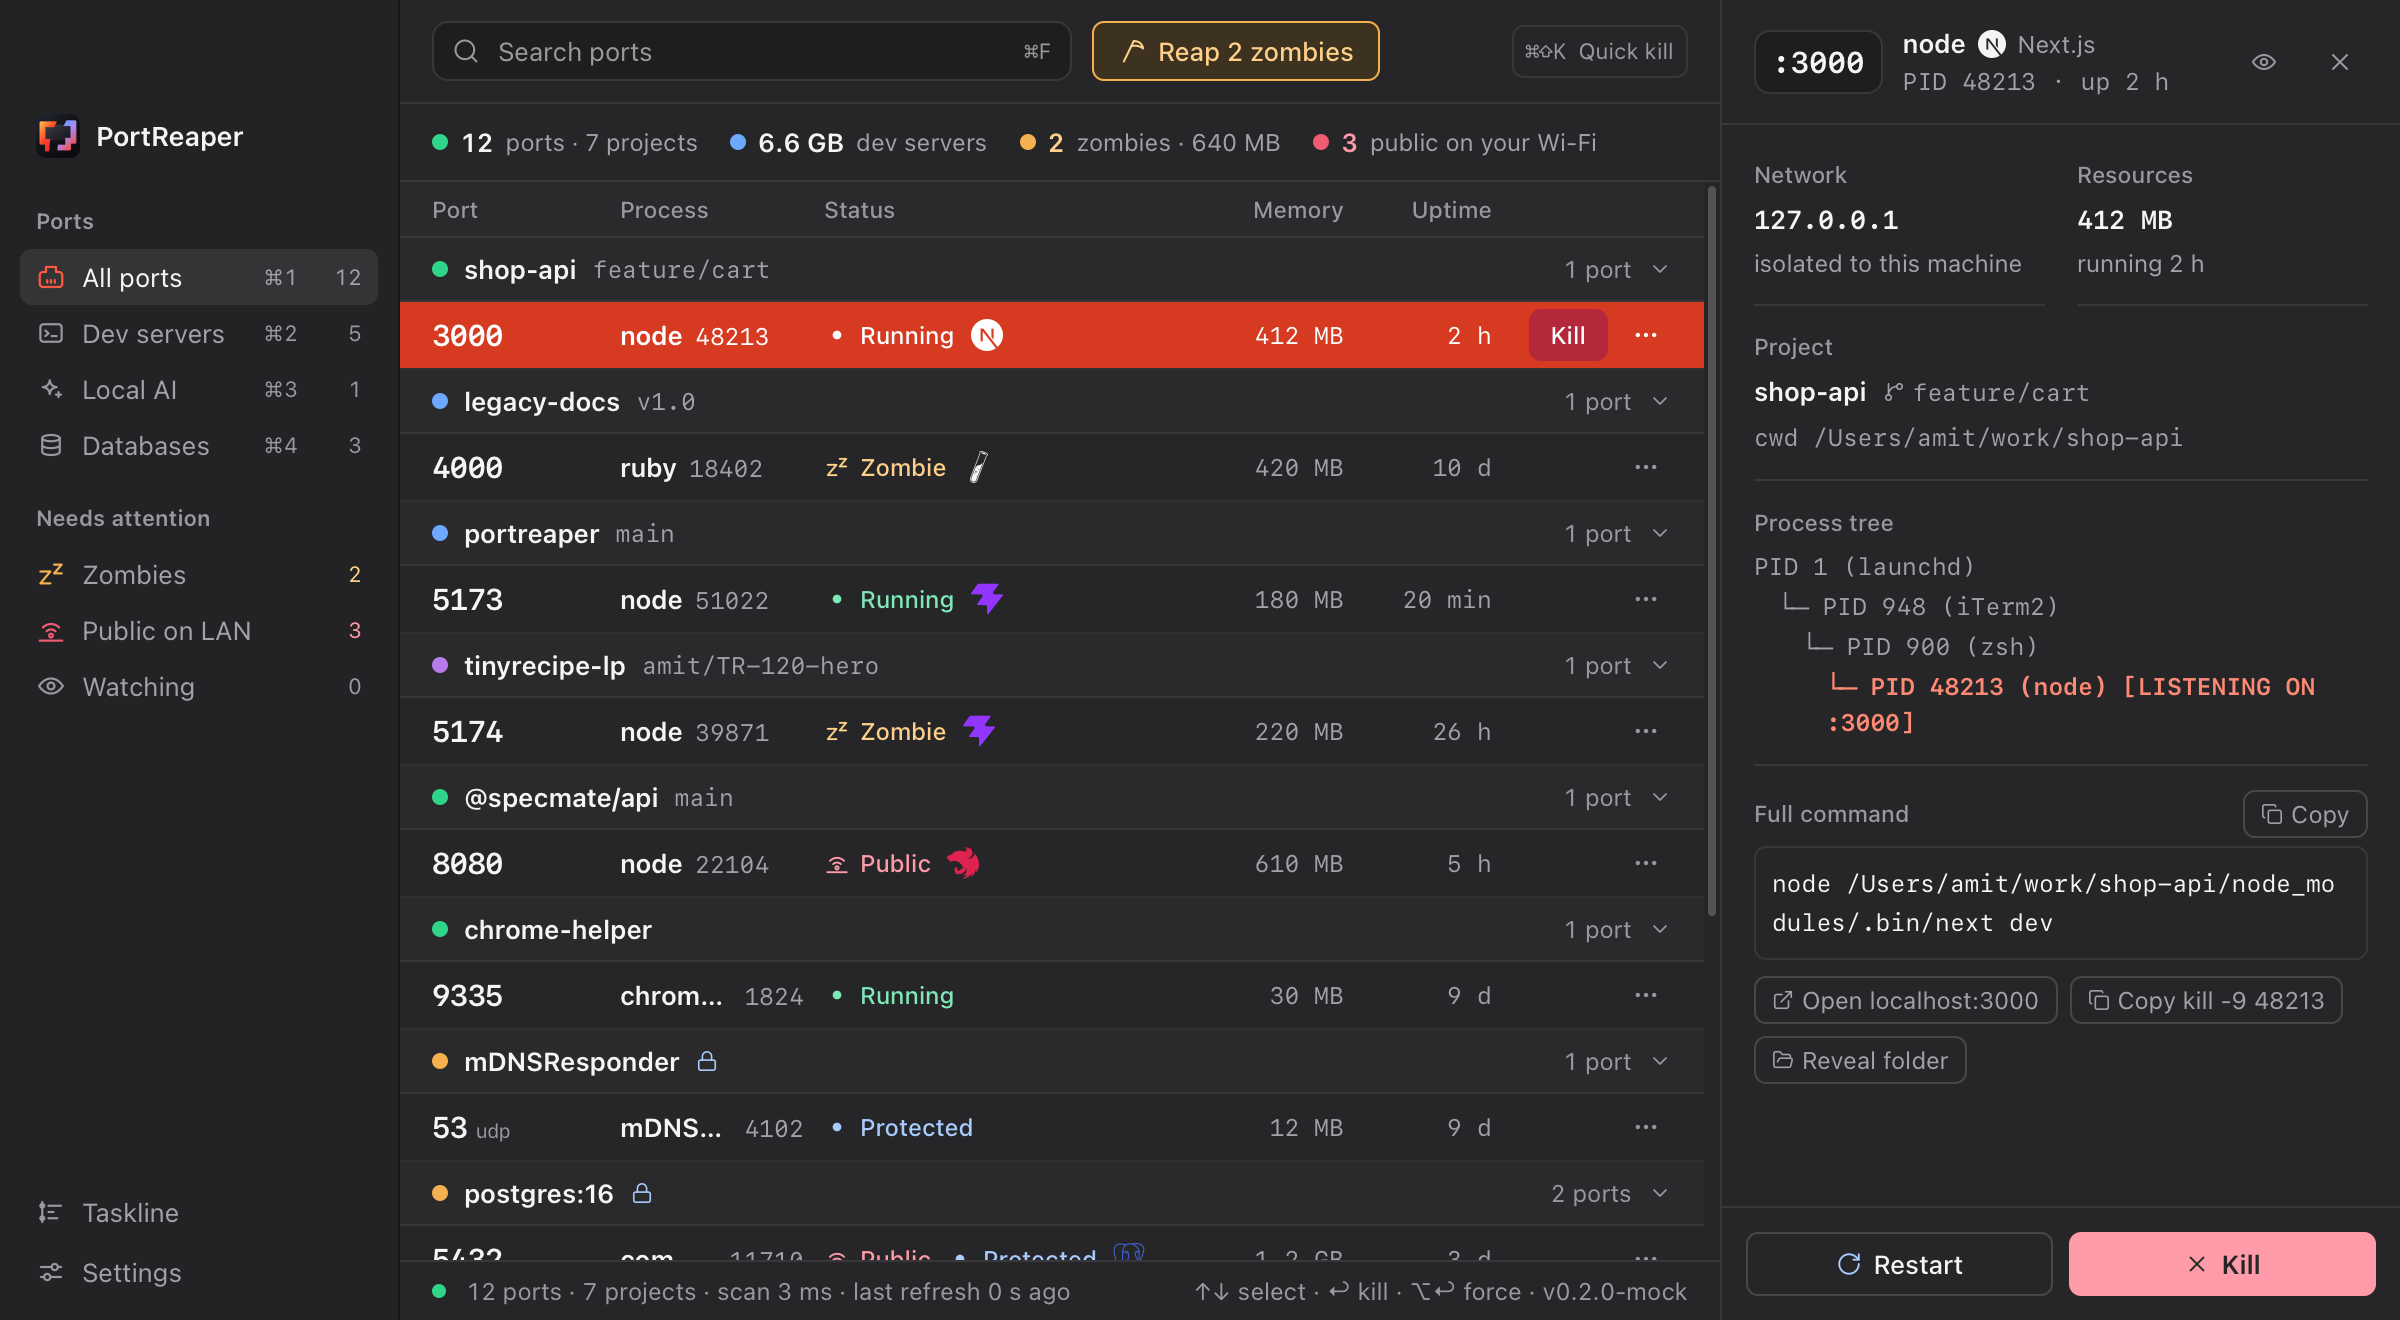 PortReaper
Ports
All ports ⌘1 12
Dev servers ⌘2 5
Local AI ⌘3 1
Databases ⌘4 3
Needs attention
zz Zombies 2
Public on LAN 3
Watching 0
Taskline
Settings
Search ports ⌘F
Reap 2 zombies
⌘⇧K Quick kill
12 ports · 7 projects 6.6 GB dev servers 2 zombies · 640 MB 3 public on your Wi-Fi
Port Process Status Memory Uptime
shop-api feature/cart 1 port
3000 node 48213 • Running 412 MB 2 h Kill ···
legacy-docs v1.0 1 port
4000 ruby 18402 zz Zombie 420 MB 10 d ···
portreaper main 1 port
5173 node 51022 • Running 180 MB 20 min ···
tinyrecipe-lp amit/TR-120-hero 1 port
5174 node 39871 zz Zombie 220 MB 26 h ···
@specmate/api main 1 port
8080 node 22104 Public 610 MB 5 h ···
chrome-helper 1 port
9335 chrom... 1824 • Running 30 MB 9 d ···
mDNSResponder 1 port
53 udp mDNS... 4102 • Protected 12 MB 9 d ···
postgres:16 2 ports
5432 com... 11710 Public • Protected 1.2 GB 3 d ···
12 ports · 7 projects · scan 3 ms · last refresh 0 s ago ↑↓ select · ↩ kill · ⌥↩ force · v0.2.0-mock
:3000 node N Next.js
PID 48213 · up 2 h
Network
127.0.0.1
isolated to this machine
Resources
412 MB
running 2 h
Project
shop-api feature/cart
cwd /Users/amit/work/shop-api
Process tree
PID 1 (launchd)
└─ PID 948 (iTerm2)
└─ PID 900 (zsh)
└─ PID 48213 (node) [LISTENING ON
:3000]
Full command Copy
node /Users/amit/work/shop-api/node_mo
dules/.bin/next dev
Open localhost:3000 Copy kill -9 48213
Reveal folder
Restart Kill